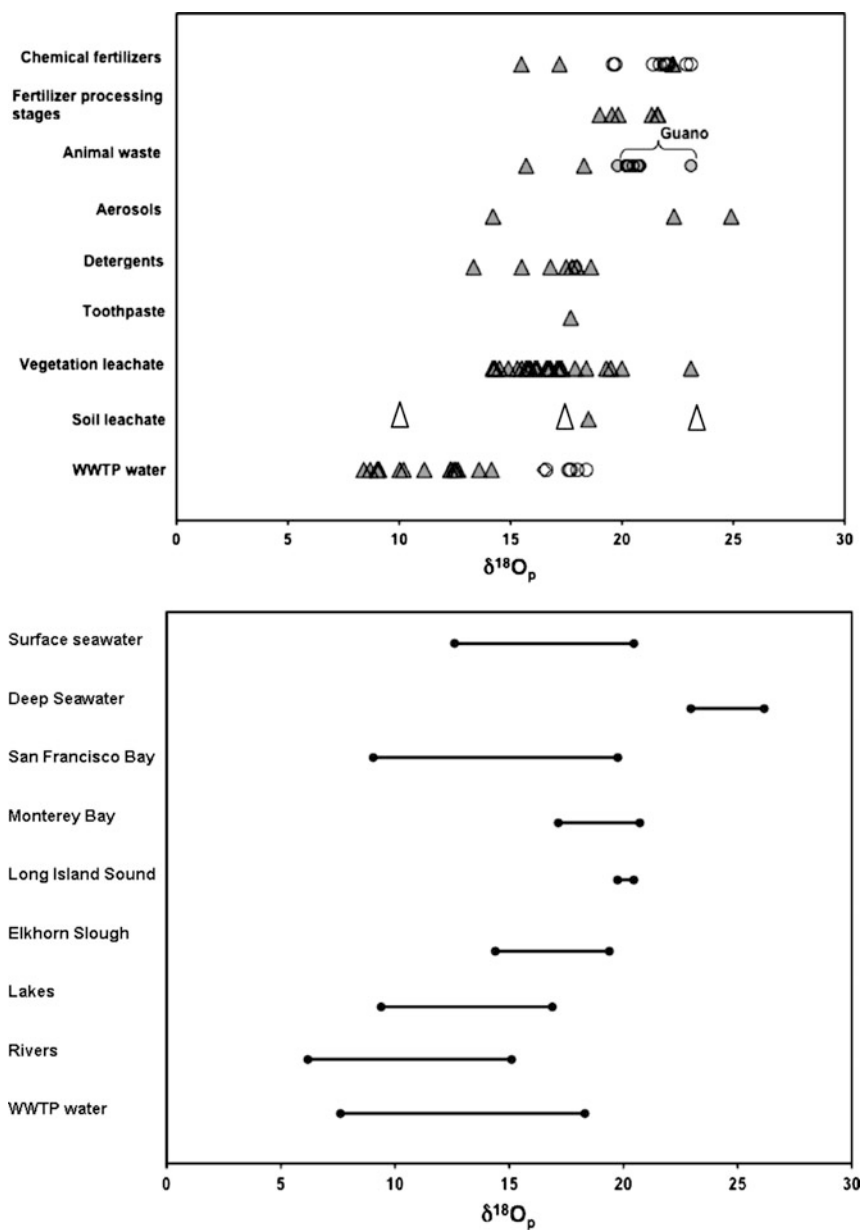 Chemical fertilizers
Fertilizer processing
stages
Guano
Animal waste
Aerosols
Detergents
Toothpaste
Vegetation leachate
Soil leachate
WWTP water
0 5 10 15 20 25 30
δ¹⁸Oₚ
Surface seawater
Deep Seawater
San Francisco Bay
Monterey Bay
Long Island Sound
Elkhorn Slough
Lakes
Rivers
WWTP water
0 5 10 15 20 25 30
δ¹⁸Oₚ